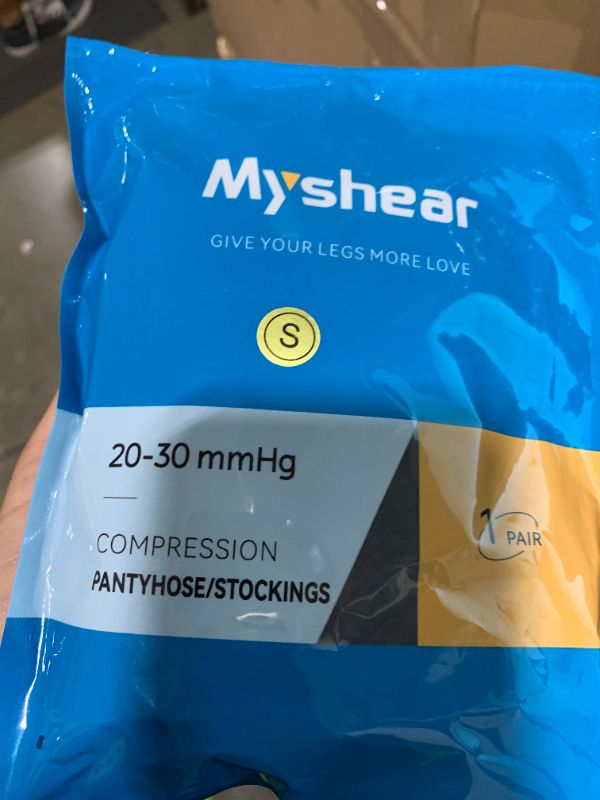 Myshear
GIVE YOUR LEGS MORE LOVE
S
20-30 mmHg
COMPRESSION
PANTYHOSE/STOCKINGS
1 PAIR